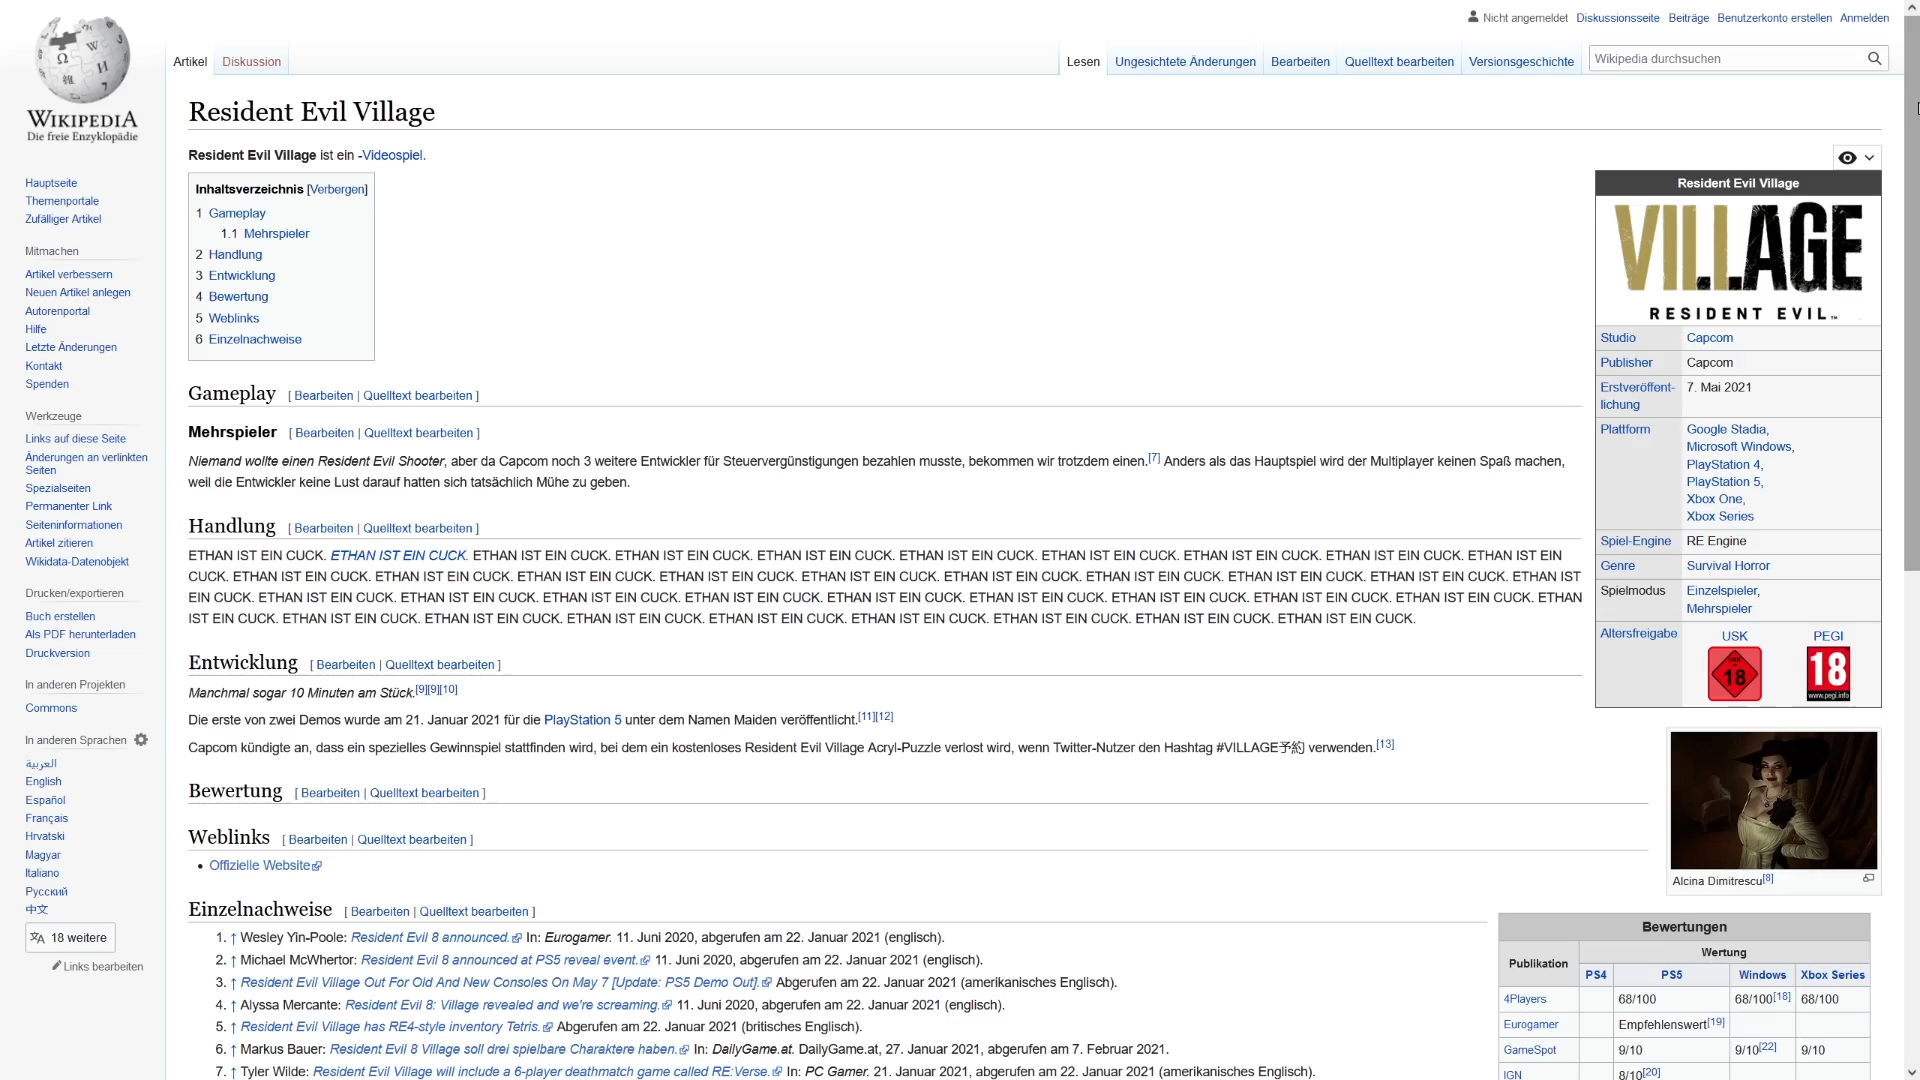 Nicht angemeldet Diskussionsseite Beiträge Benutzerkonto erstellen Anmelden
WIKIPEDIA
Die freie Enzyklopädie
Artikel Diskussion Lesen Ungesichtete Änderungen Bearbeiten Quelltext bearbeiten Versionsgeschichte Wikipedia durchsuchen
Hauptseite
Themenportale
Zufälliger Artikel
Mitmachen
Artikel verbessern
Neuen Artikel anlegen
Autorenportal
Hilfe
Letzte Änderungen
Kontakt
Spenden
Werkzeuge
Links auf diese Seite
Änderungen an verlinkten
Seiten
Spezialseiten
Permanenter Link
Seiteninformationen
Artikel zitieren
Wikidata-Datenobjekt
Drucken/exportieren
Buch erstellen
Als PDF herunterladen
Druckversion
In anderen Projekten
Commons
In anderen Sprachen
العربية
English
Español
Français
Hrvatski
Magyar
Italiano
Русский
中文
18 weitere
Links bearbeiten
Resident Evil Village
Resident Evil Village ist ein -Videospiel.
Inhaltsverzeichnis [Verbergen]
1 Gameplay
1.1 Mehrspieler
2 Handlung
3 Entwicklung
4 Bewertung
5 Weblinks
6 Einzelnachweise
Gameplay [ Bearbeiten | Quelltext bearbeiten ]
Mehrspieler [ Bearbeiten | Quelltext bearbeiten ]
Niemand wollte einen Resident Evil Shooter, aber da Capcom noch 3 weitere Entwickler für Steuervergünstigungen bezahlen musste, bekommen wir trotzdem einen.[7] Anders als das Hauptspiel wird der Multiplayer keinen Spaß machen,
weil die Entwickler keine Lust darauf hatten sich tatsächlich Mühe zu geben.
Handlung [ Bearbeiten | Quelltext bearbeiten ]
ETHAN IST EIN CUCK. ETHAN IST EIN CUCK. ETHAN IST EIN CUCK. ETHAN IST EIN CUCK. ETHAN IST EIN CUCK. ETHAN IST EIN CUCK. ETHAN IST EIN CUCK. ETHAN IST EIN CUCK. ETHAN IST EIN CUCK. ETHAN IST EIN
CUCK. ETHAN IST EIN CUCK. ETHAN IST EIN CUCK. ETHAN IST EIN CUCK. ETHAN IST EIN CUCK. ETHAN IST EIN CUCK. ETHAN IST EIN CUCK. ETHAN IST EIN CUCK. ETHAN IST EIN CUCK. ETHAN IST EIN CUCK. ETHAN IST
EIN CUCK. ETHAN IST EIN CUCK. ETHAN IST EIN CUCK. ETHAN IST EIN CUCK. ETHAN IST EIN CUCK. ETHAN IST EIN CUCK. ETHAN IST EIN CUCK. ETHAN IST EIN CUCK. ETHAN IST EIN CUCK. ETHAN IST EIN CUCK. ETHAN
IST EIN CUCK. ETHAN IST EIN CUCK. ETHAN IST EIN CUCK. ETHAN IST EIN CUCK. ETHAN IST EIN CUCK. ETHAN IST EIN CUCK. ETHAN IST EIN CUCK. ETHAN IST EIN CUCK. ETHAN IST EIN CUCK.
Entwicklung [ Bearbeiten | Quelltext bearbeiten ]
Manchmal sogar 10 Minuten am Stück.[9][9][10]
Die erste von zwei Demos wurde am 21. Januar 2021 für die PlayStation 5 unter dem Namen Maiden veröffentlicht.[11][12]
Capcom kündigte an, dass ein spezielles Gewinnspiel stattfinden wird, bei dem ein kostenloses Resident Evil Village Acryl-Puzzle verlost wird, wenn Twitter-Nutzer den Hashtag #VILLAGE予約 verwenden.[13]
Bewertung [ Bearbeiten | Quelltext bearbeiten ]
Weblinks [ Bearbeiten | Quelltext bearbeiten ]
• Offizielle Website
Einzelnachweise [ Bearbeiten | Quelltext bearbeiten ]
1. ↑ Wesley Yin-Poole: Resident Evil 8 announced. In: Eurogamer. 11. Juni 2020, abgerufen am 22. Januar 2021 (englisch).
2. ↑ Michael McWhertor: Resident Evil 8 announced at PS5 reveal event. 11. Juni 2020, abgerufen am 22. Januar 2021 (englisch).
3. ↑ Resident Evil Village Out For Old And New Consoles On May 7 [Update: PS5 Demo Out]. Abgerufen am 22. Januar 2021 (amerikanisches Englisch).
4. ↑ Alyssa Mercante: Resident Evil 8: Village revealed and we're screaming. 11. Juni 2020, abgerufen am 22. Januar 2021 (englisch).
5. ↑ Resident Evil Village has RE4-style inventory Tetris. Abgerufen am 22. Januar 2021 (britisches Englisch).
6. ↑ Markus Bauer: Resident Evil 8 Village soll drei spielbare Charaktere haben. In: DailyGame.at. DailyGame.at, 27. Januar 2021, abgerufen am 7. Februar 2021.
7. ↑ Tyler Wilde: Resident Evil Village will include a 6-player deathmatch game called RE:Verse. In: PC Gamer. 21. Januar 2021, abgerufen am 22. Januar 2021 (amerikanisches Englisch).
Resident Evil Village
VILLAGE
RESIDENT EVIL™
Studio Capcom
Publisher Capcom
Erstveröffent- 7. Mai 2021
lichung
Plattform Google Stadia,
Microsoft Windows,
PlayStation 4,
PlayStation 5,
Xbox One,
Xbox Series
Spiel-Engine RE Engine
Genre Survival Horror
Spielmodus Einzelspieler,
Mehrspieler
Altersfreigabe USK PEGI
18 18
www.pegi.info
Alcina Dimitrescu[8]
Bewertungen
Publikation Wertung
PS4 PS5 Windows Xbox Series
4Players 68/100 68/100[18] 68/100
Eurogamer Empfehlenswert[19]
GameSpot 9/10 9/10[22] 9/10
IGN 8/10[20]